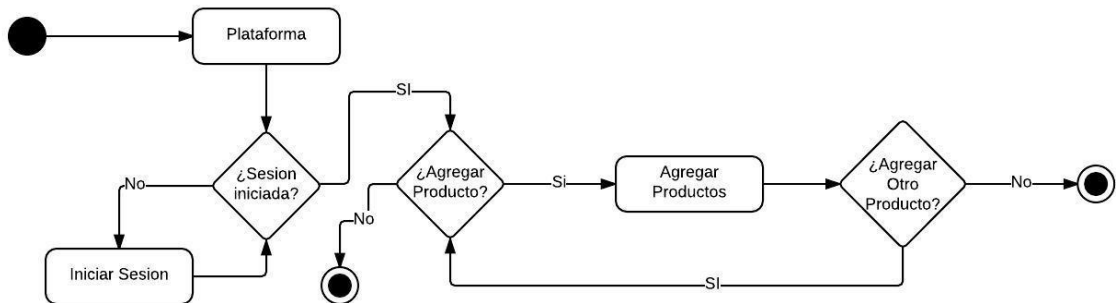 Plataforma
SI
¿Sesion
iniciada?
No
Iniciar Sesion
¿Agregar
Producto?
No
Si
Agregar
Productos
¿Agregar
Otro
Producto?
No
SI